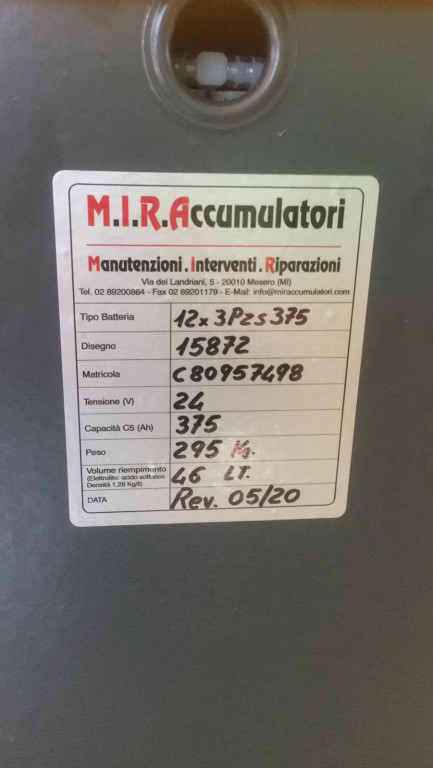 M.I.R.Accumulatori
Manutenzioni.Interventi.Riparazioni
Via dei Landriani, 5 - 20010 Mesero (MI)
Tel. 02 89200864 - Fax 02 89201179 - E-Mail: info@miraccumulatori.com
Tipo Batteria 12x3Pzs375
Disegno 15872
Matricola C80957498
Tensione (V) 24
Capacità C5 (Ah) 375
Peso 295 Kg.
Volume riempimento 46 LT.
(Elettrolito: acido solforico
Densità 1,28 Kg/l)
DATA Rev. 05/20